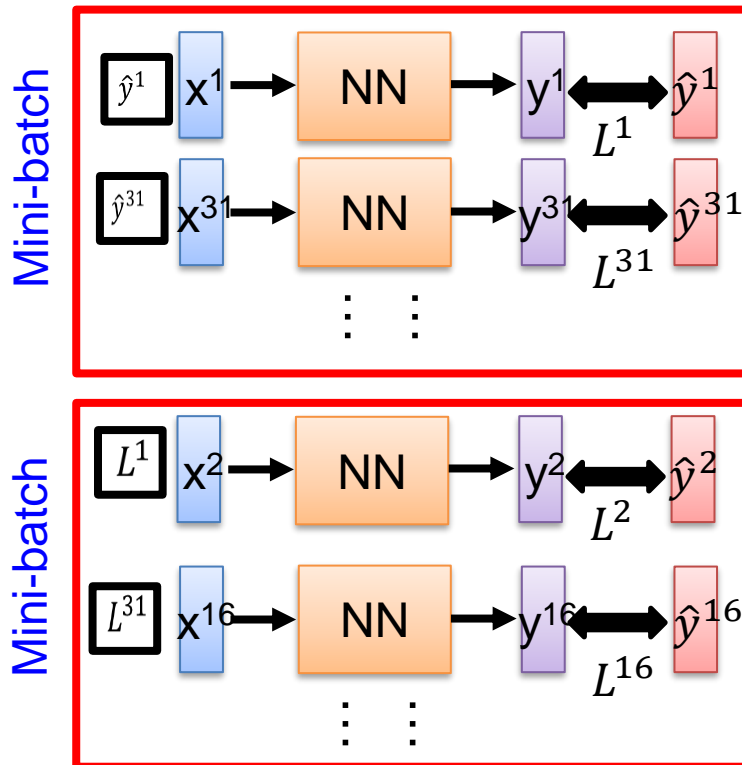 Mini-batch
ŷ¹ x¹ NN y¹ ŷ¹
L¹
ŷ³¹ x³¹ NN y³¹ ŷ³¹
L³¹
⋮ ⋮
Mini-batch
L¹ x² NN y² ŷ²
L²
L³¹ x¹⁶ NN y¹⁶ ŷ¹⁶
L¹⁶
⋮ ⋮